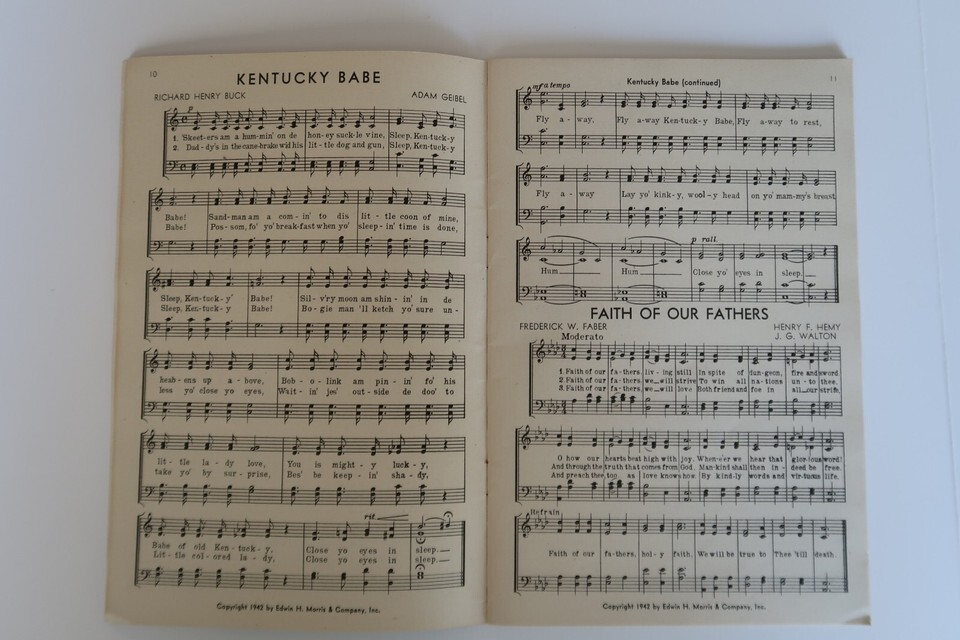 10
KENTUCKY BABE
RICHARD HENRY BUCK ADAM GEIBEL
p
1. 'Skeet-ers am a hum-min' on de hon-ey suck-le vine, Sleep, Ken-tuck-y
2. Dad-dy's in the cane-brake wid his lit-tle dog and gun, Sleep, Ken-tuck-y
Babe! Sand-man am a com-in' to dis lit-tle coon of mine,
Babe! Pos-som, fo' yo' break-fast when yo' sleep-in' time is done,
Sleep, Ken-tuck-y Babe! Sil-v'ry moon am shin-in' in de
Sleep, Ken-tuck-y Babe! Bo-gie man 'll ketch yo' sure un-
heab-ens up a-bove, Bob-o-link am pin-in' fo' his
less yo' close yo' eyes, Wait-in' jes' out-side de doo' to
lit-tle la-dy love, You is might-y luck-y,
take yo' by sur-prise, Bes' be keep-in' sha-dy,
rit.
Babe of old Ken-tuck-y, Close yo eyes in sleep.
Lit-tle col-ored la-dy, Close yo eyes in sleep.
Copyright 1942 by Edwin H. Morris & Company, Inc.
Kentucky Babe (continued) 11
mf a tempo
Fly a-way, Fly a-way Ken-tuck-y Babe, Fly a-way to rest,
Fly a-way Lay yo' kink-y, wool-y head on yo' mam-my's breast
p rall.
Hum Hum Close yo' eyes in sleep.
FAITH OF OUR FATHERS
FREDERICK W. FABER HENRY F. HEMY
J. G. WALTON
Moderato
1. Faith of our fa-thers, liv-ing still In spite of dun-geon, fire and sword
2. Faith of our fa-thers, we will strive To win all na-tions un-to thee.
3. Faith of our fa-thers, we will love Both friend and foe in all our strife,
O how our hearts beat high with joy. When-e'er we hear that glor-ious word!
And through the truth that comes from God. Man-kind shall then in-deed be free.
And preach thee, too as love knows how. By kind-ly words and vir-tuous life.
Refrain
Faith of our fa-thers, hol-y faith, We will be true to Thee 'till death.
Copyright 1942 by Edwin H. Morris & Company, Inc.